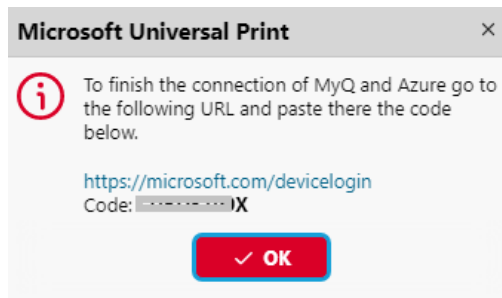 Microsoft Universal Print
To finish the connection of MyQ and Azure go to
the following URL and paste there the code
below.
https://microsoft.com/devicelogin
Code: X
OK